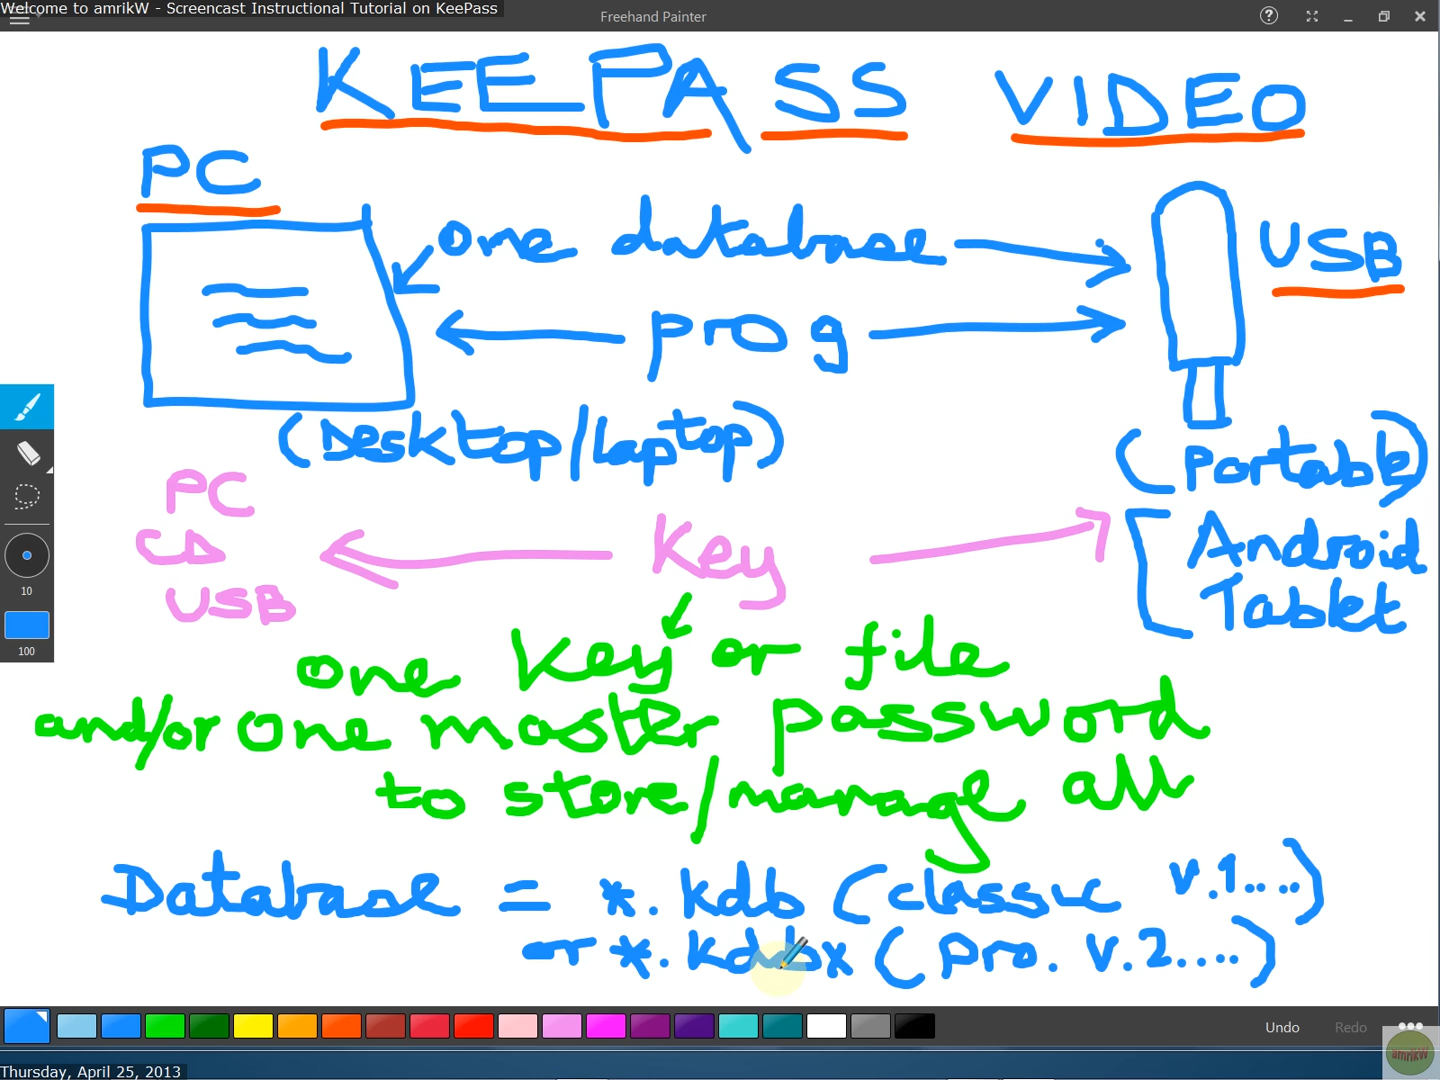 Welcome to amrikW - Screencast Instructional Tutorial on KeePass
Freehand Painter
KEEPASS VIDEO
PC
one database
USB
prog
(Desktop/Laptop)
(Portable)
PC
CD
USB
Key
Android
Tablet
one key or file
and/or one master password
to store/manage all
Database = *.kdb (classic v.1....)
or *.kdbx (pro. v.2....)
10
100
Undo
Redo
amrikW
Thursday, April 25, 2013